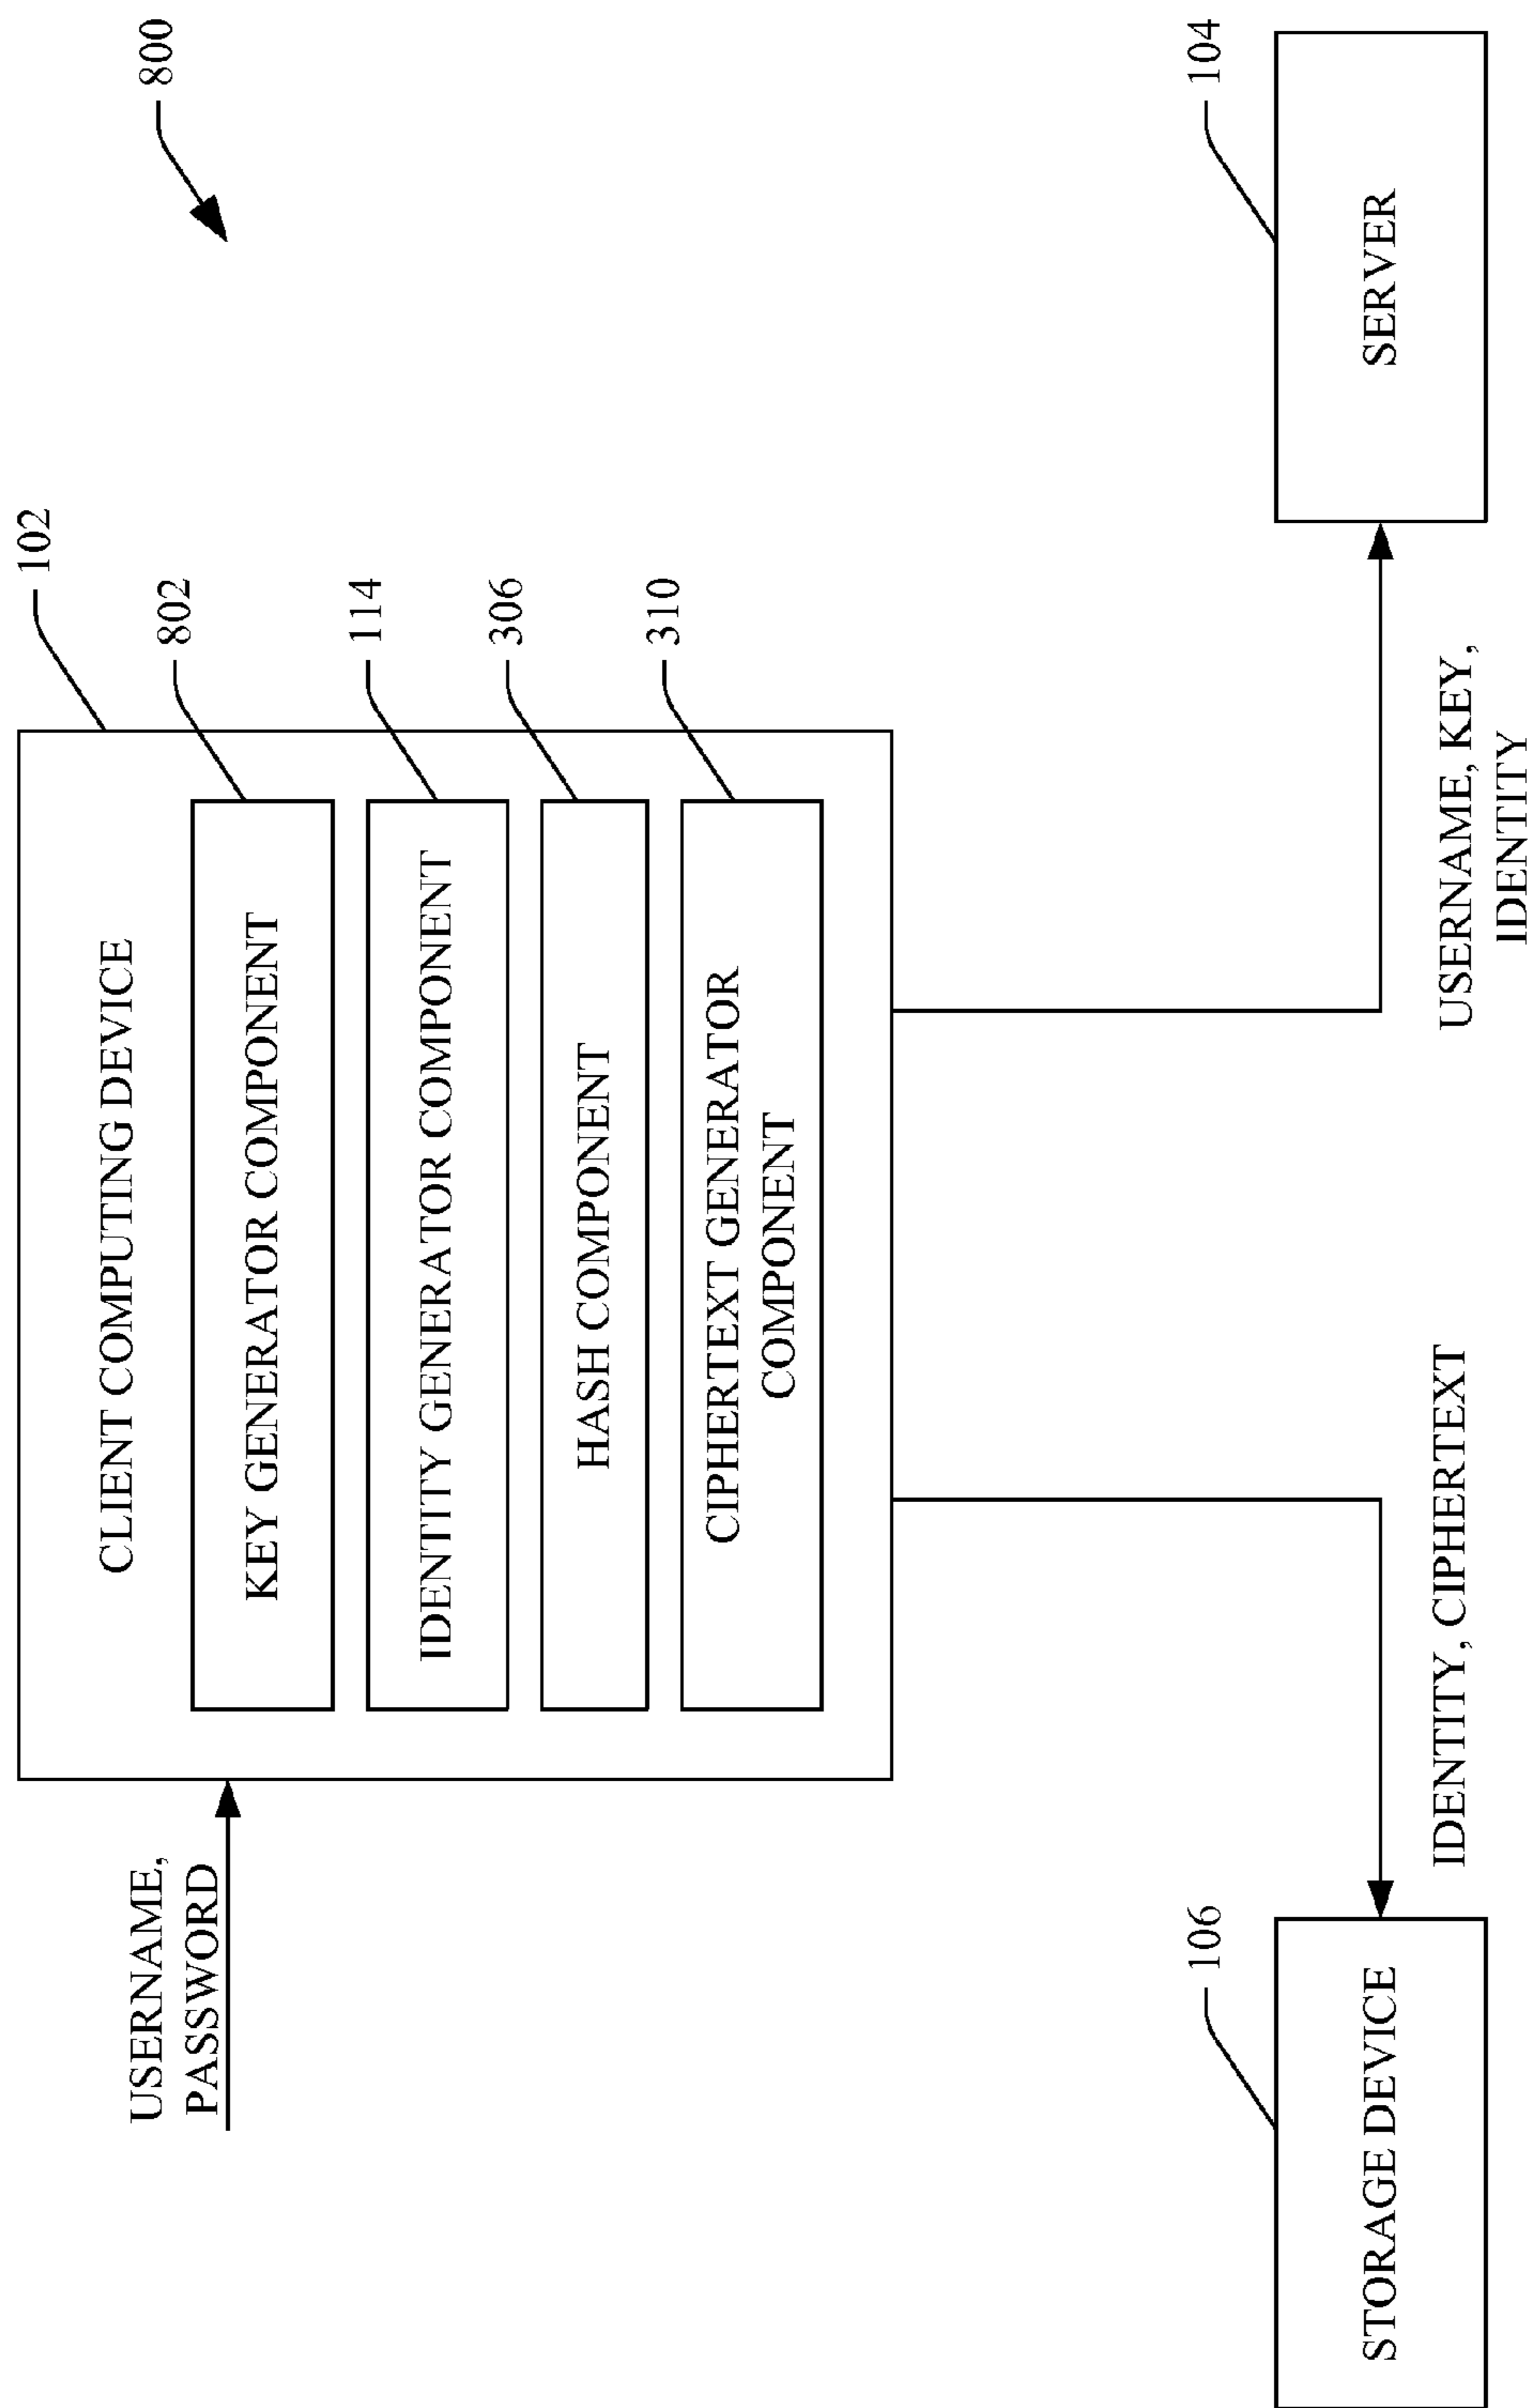 800
102
CLIENT COMPUTING DEVICE
802
KEY GENERATOR COMPONENT
114
IDENTITY GENERATOR COMPONENT
306
HASH COMPONENT
310
CIPHERTEXT GENERATOR
COMPONENT
USERNAME,
PASSWORD
106
STORAGE DEVICE
IDENTITY, CIPHERTEXT
104
SERVER
USERNAME, KEY,
IDENTITY